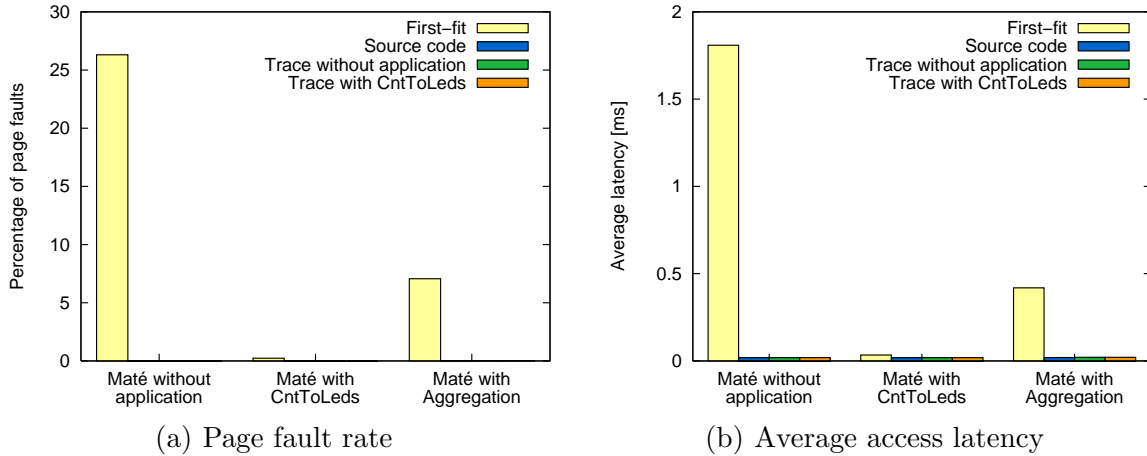 30
25
20
15
10
5
0
Percentage of page faults
First−fit
Source code
Trace without application
Trace with CntToLeds
Maté without
application
Maté with
CntToLeds
Maté with
Aggregation
(a) Page fault rate
2
1.5
1
0.5
0
Average latency [ms]
First−fit
Source code
Trace without application
Trace with CntToLeds
Maté without
application
Maté with
CntToLeds
Maté with
Aggregation
(b) Average access latency